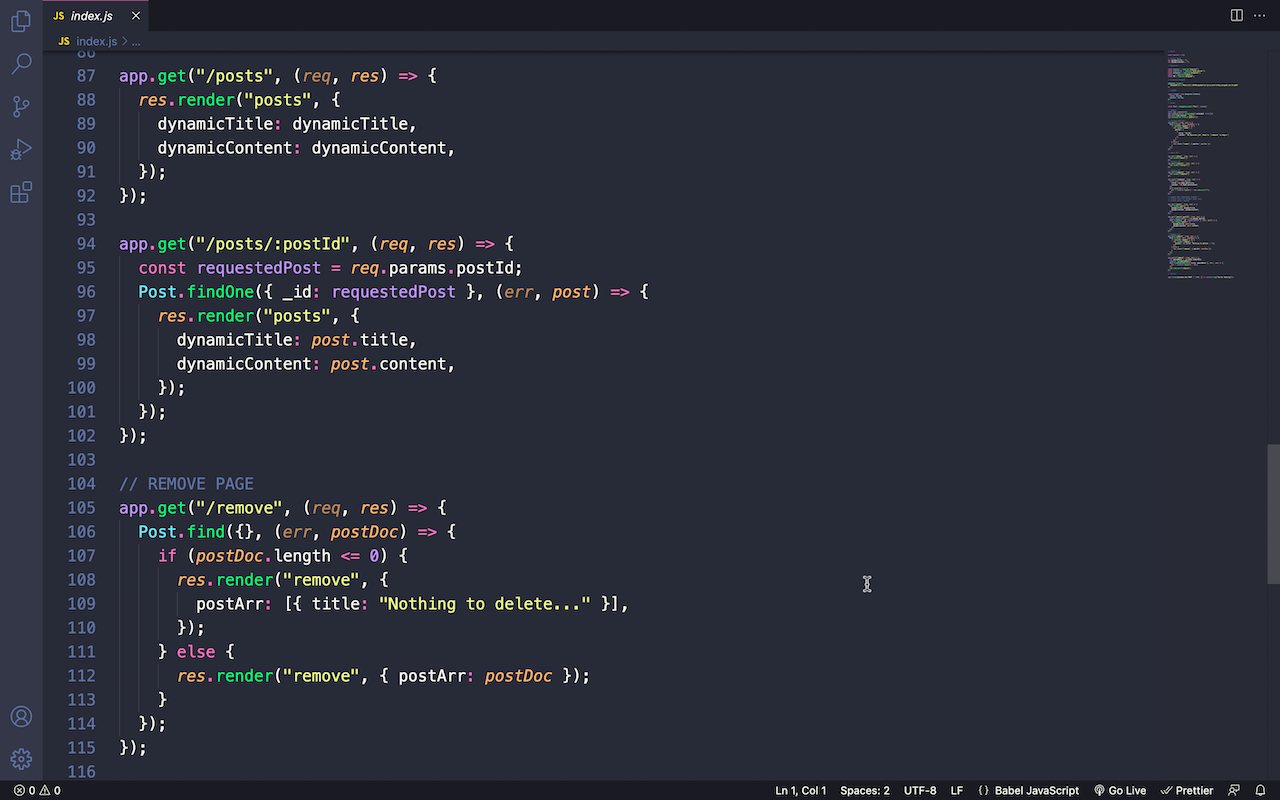 JS index.js
JS index.js > ...
86
87 app.get("/posts", (req, res) => {
88 res.render("posts", {
89 dynamicTitle: dynamicTitle,
90 dynamicContent: dynamicContent,
91 });
92 });
93
94 app.get("/posts/:postId", (req, res) => {
95 const requestedPost = req.params.postId;
96 Post.findOne({ _id: requestedPost }, (err, post) => {
97 res.render("posts", {
98 dynamicTitle: post.title,
99 dynamicContent: post.content,
100 });
101 });
102 });
103
104 // REMOVE PAGE
105 app.get("/remove", (req, res) => {
106 Post.find({}, (err, postDoc) => {
107 if (postDoc.length <= 0) {
108 res.render("remove", {
109 postArr: [{ title: "Nothing to delete..." }],
110 });
111 } else {
112 res.render("remove", { postArr: postDoc });
113 }
114 });
115 });
116
0 0 Ln 1, Col 1 Spaces: 2 UTF-8 LF {} Babel JavaScript Go Live Prettier